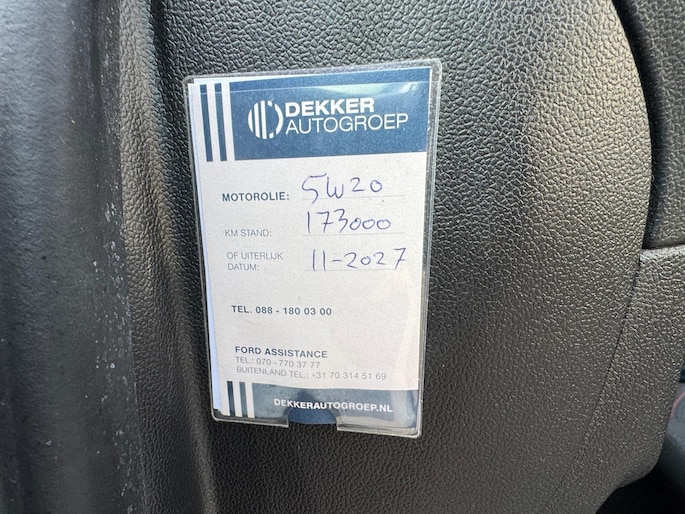 DEKKER
AUTOGROEP
MOTOROLIE: 5W20
KM STAND: 173000
OF UITERLIJK
DATUM: 11-2027
TEL. 088 - 180 03 00
FORD ASSISTANCE
TEL.: 070 - 770 37 77
BUITENLAND TEL.: +31 70 314 51 69
DEKKERAUTOGROEP.NL